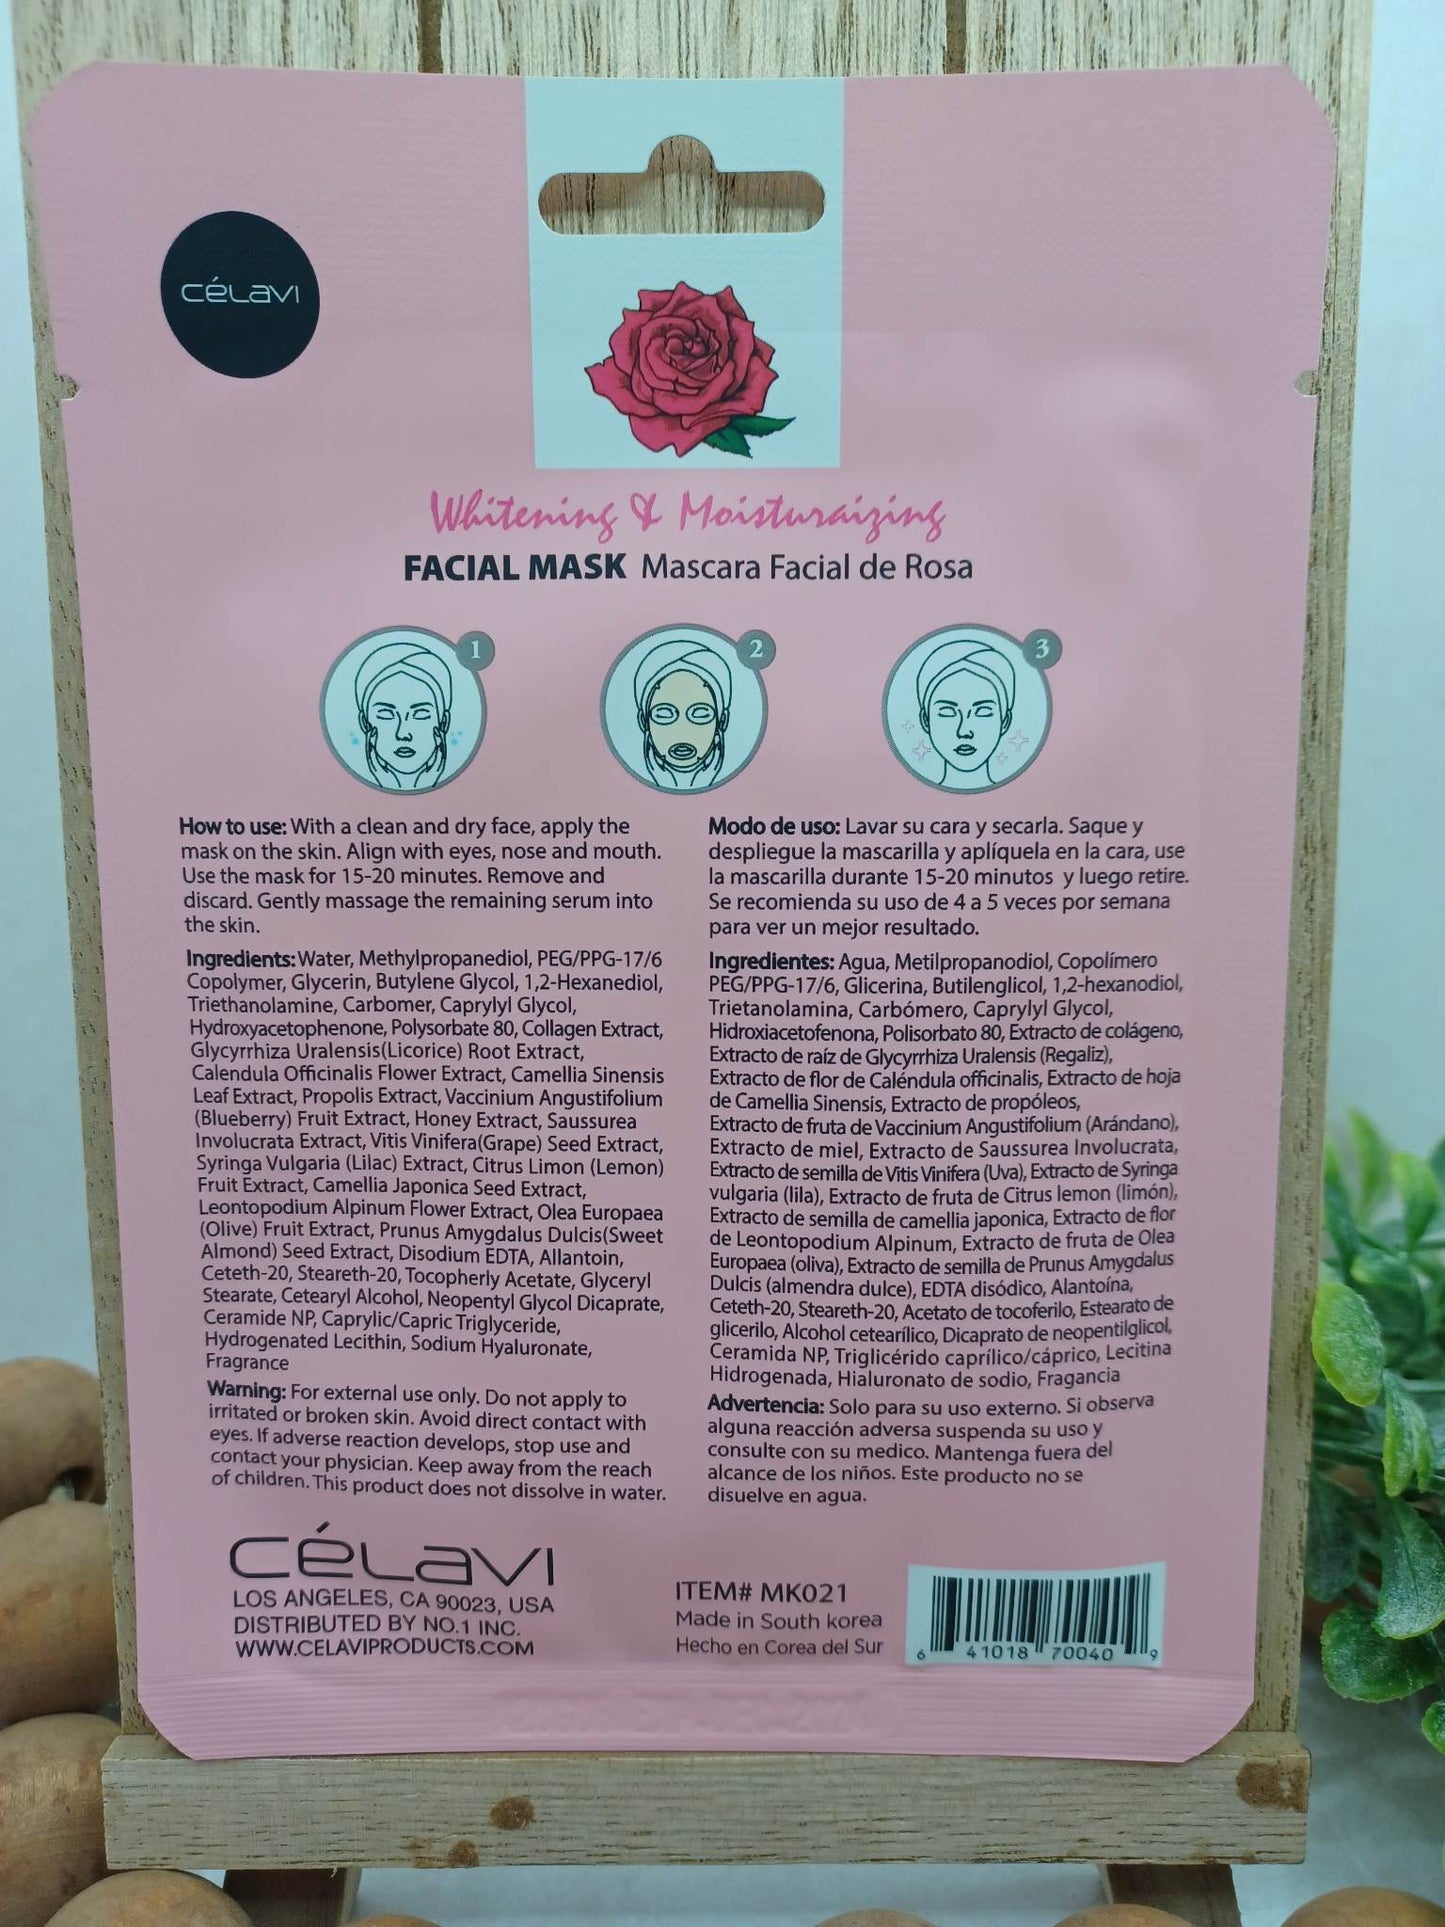 CÉLAVI
Whitening & Moisturaizing
FACIAL MASK Mascara Facial de Rosa
1
2
3
How to use: With a clean and dry face, apply the
mask on the skin. Align with eyes, nose and mouth.
Use the mask for 15-20 minutes. Remove and
discard. Gently massage the remaining serum into
the skin.
Ingredients: Water, Methylpropanediol, PEG/PPG-17/6
Copolymer, Glycerin, Butylene Glycol, 1,2-Hexanediol,
Triethanolamine, Carbomer, Caprylyl Glycol,
Hydroxyacetophenone, Polysorbate 80, Collagen Extract,
Glycyrrhiza Uralensis(Licorice) Root Extract,
Calendula Officinalis Flower Extract, Camellia Sinensis
Leaf Extract, Propolis Extract, Vaccinium Angustifolium
(Blueberry) Fruit Extract, Honey Extract, Saussurea
Involucrata Extract, Vitis Vinifera(Grape) Seed Extract,
Syringa Vulgaria (Lilac) Extract, Citrus Limon (Lemon)
Fruit Extract, Camellia Japonica Seed Extract,
Leontopodium Alpinum Flower Extract, Olea Europaea
(Olive) Fruit Extract, Prunus Amygdalus Dulcis(Sweet
Almond) Seed Extract, Disodium EDTA, Allantoin,
Ceteth-20, Steareth-20, Tocopherly Acetate, Glyceryl
Stearate, Cetearyl Alcohol, Neopentyl Glycol Dicaprate,
Ceramide NP, Caprylic/Capric Triglyceride,
Hydrogenated Lecithin, Sodium Hyaluronate,
Fragrance
Warning: For external use only. Do not apply to
irritated or broken skin. Avoid direct contact with
eyes. If adverse reaction develops, stop use and
contact your physician. Keep away from the reach
of children. This product does not dissolve in water.
Modo de uso: Lavar su cara y secarla. Saque y
despliegue la mascarilla y aplíquela en la cara, use
la mascarilla durante 15-20 minutos y luego retire.
Se recomienda su uso de 4 a 5 veces por semana
para ver un mejor resultado.
Ingredientes: Agua, Metilpropanodiol, Copolímero
PEG/PPG-17/6, Glicerina, Butilenglicol, 1,2-hexanodiol,
Trietanolamina, Carbómero, Caprylyl Glycol,
Hidroxiacetofenona, Polisorbato 80, Extracto de colágeno,
Extracto de raíz de Glycyrrhiza Uralensis (Regaliz),
Extracto de flor de Caléndula officinalis, Extracto de hoja
de Camellia Sinensis, Extracto de propóleos,
Extracto de fruta de Vaccinium Angustifolium (Arándano),
Extracto de miel, Extracto de Saussurea Involucrata,
Extracto de semilla de Vitis Vinifera (Uva), Extracto de Syringa
vulgaria (lila), Extracto de fruta de Citrus lemon (limón),
Extracto de semilla de camellia japonica, Extracto de flor
de Leontopodium Alpinum, Extracto de fruta de Olea
Europaea (oliva), Extracto de semilla de Prunus Amygdalus
Dulcis (almendra dulce), EDTA disódico, Alantoína,
Ceteth-20, Steareth-20, Acetato de tocoferilo, Estearato de
glicerilo, Alcohol cetearílico, Dicaprato de neopentilglicol,
Ceramida NP, Triglicérido caprílico/cáprico, Lecitina
Hidrogenada, Hialuronato de sodio, Fragancia
Advertencia: Solo para su uso externo. Si observa
alguna reacción adversa suspenda su uso y
consulte con su medico. Mantenga fuera del
alcance de los niños. Este producto no se
disuelve en agua.
CÉLAVI
LOS ANGELES, CA 90023, USA
DISTRIBUTED BY NO.1 INC.
WWW.CELAVIPRODUCTS.COM
ITEM# MK021
Made in South korea
Hecho en Corea del Sur
6 41018 70040 9